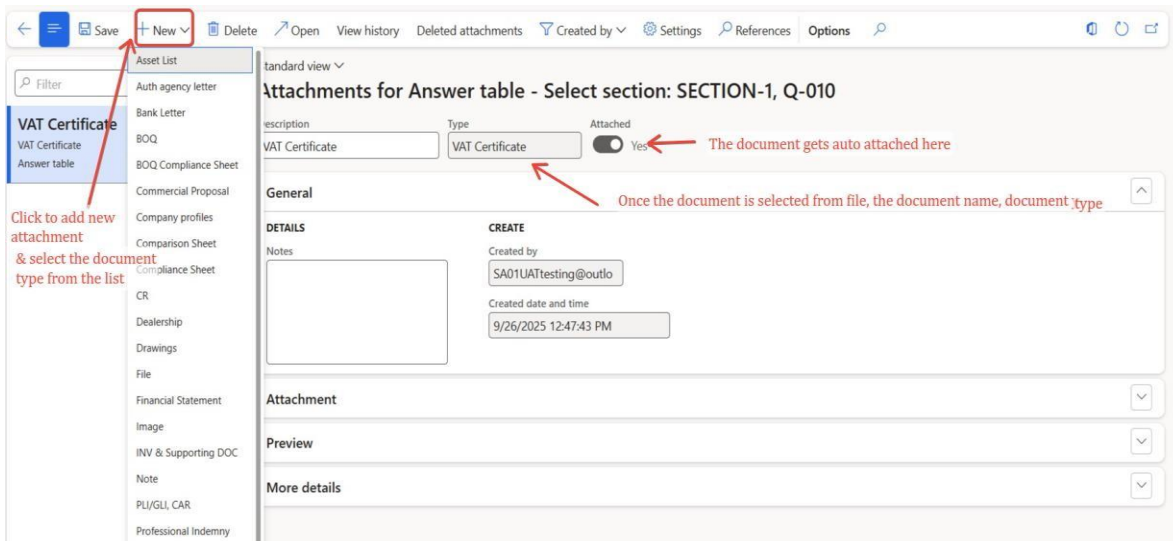 Save New Delete Open View history Deleted attachments Created by Settings References Options
Filter
VAT Certificate
VAT Certificate
Answer table
Click to add new
attachment
& select the document
type from the list
Asset List
Auth agency letter
Bank Letter
BOQ
BOQ Compliance Sheet
Commercial Proposal
Company profiles
Comparison Sheet
Compliance Sheet
CR
Dealership
Drawings
File
Financial Statement
Image
INV & Supporting DOC
Note
PLI/GLI, CAR
Professional Indemny
tandard view
Attachments for Answer table - Select section: SECTION-1, Q-010
escription Type Attached
VAT Certificate VAT Certificate Yes
The document gets auto attached here
Once the document is selected from file, the document name, document type
General
DETAILS CREATE
Notes Created by
SA01UATtesting@outlo
Created date and time
9/26/2025 12:47:43 PM
Attachment
Preview
More details